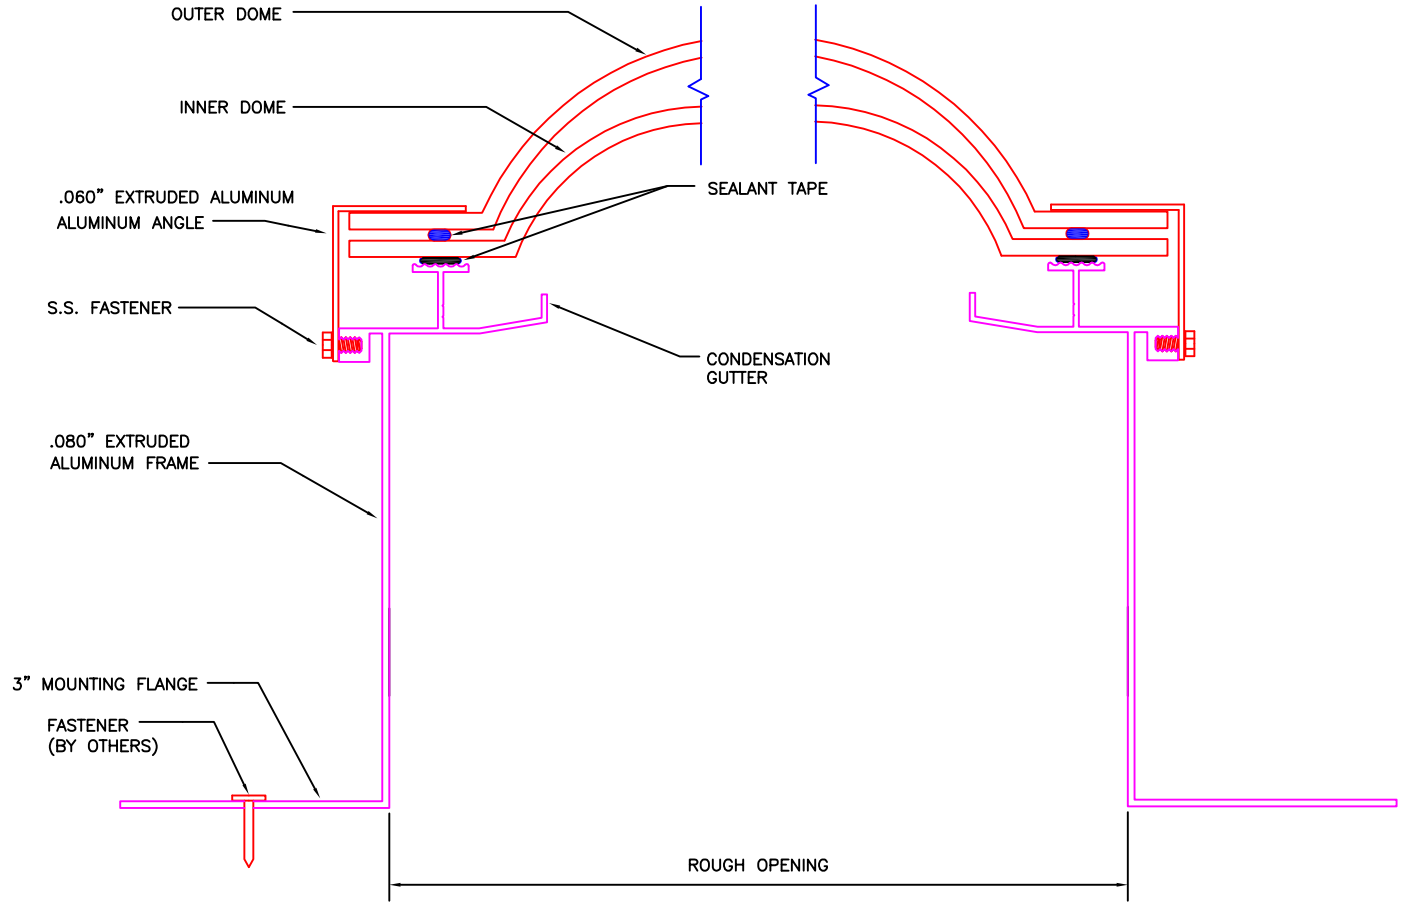 OUTER DOME
INNER DOME
.060” EXTRUDED ALUMINUM
ALUMINUM ANGLE
SEALANT TAPE
S.S. FASTENER
CONDENSATION
GUTTER
.080” EXTRUDED
ALUMINUM FRAME
3” MOUNTING FLANGE
FASTENER
(BY OTHERS)
ROUGH OPENING